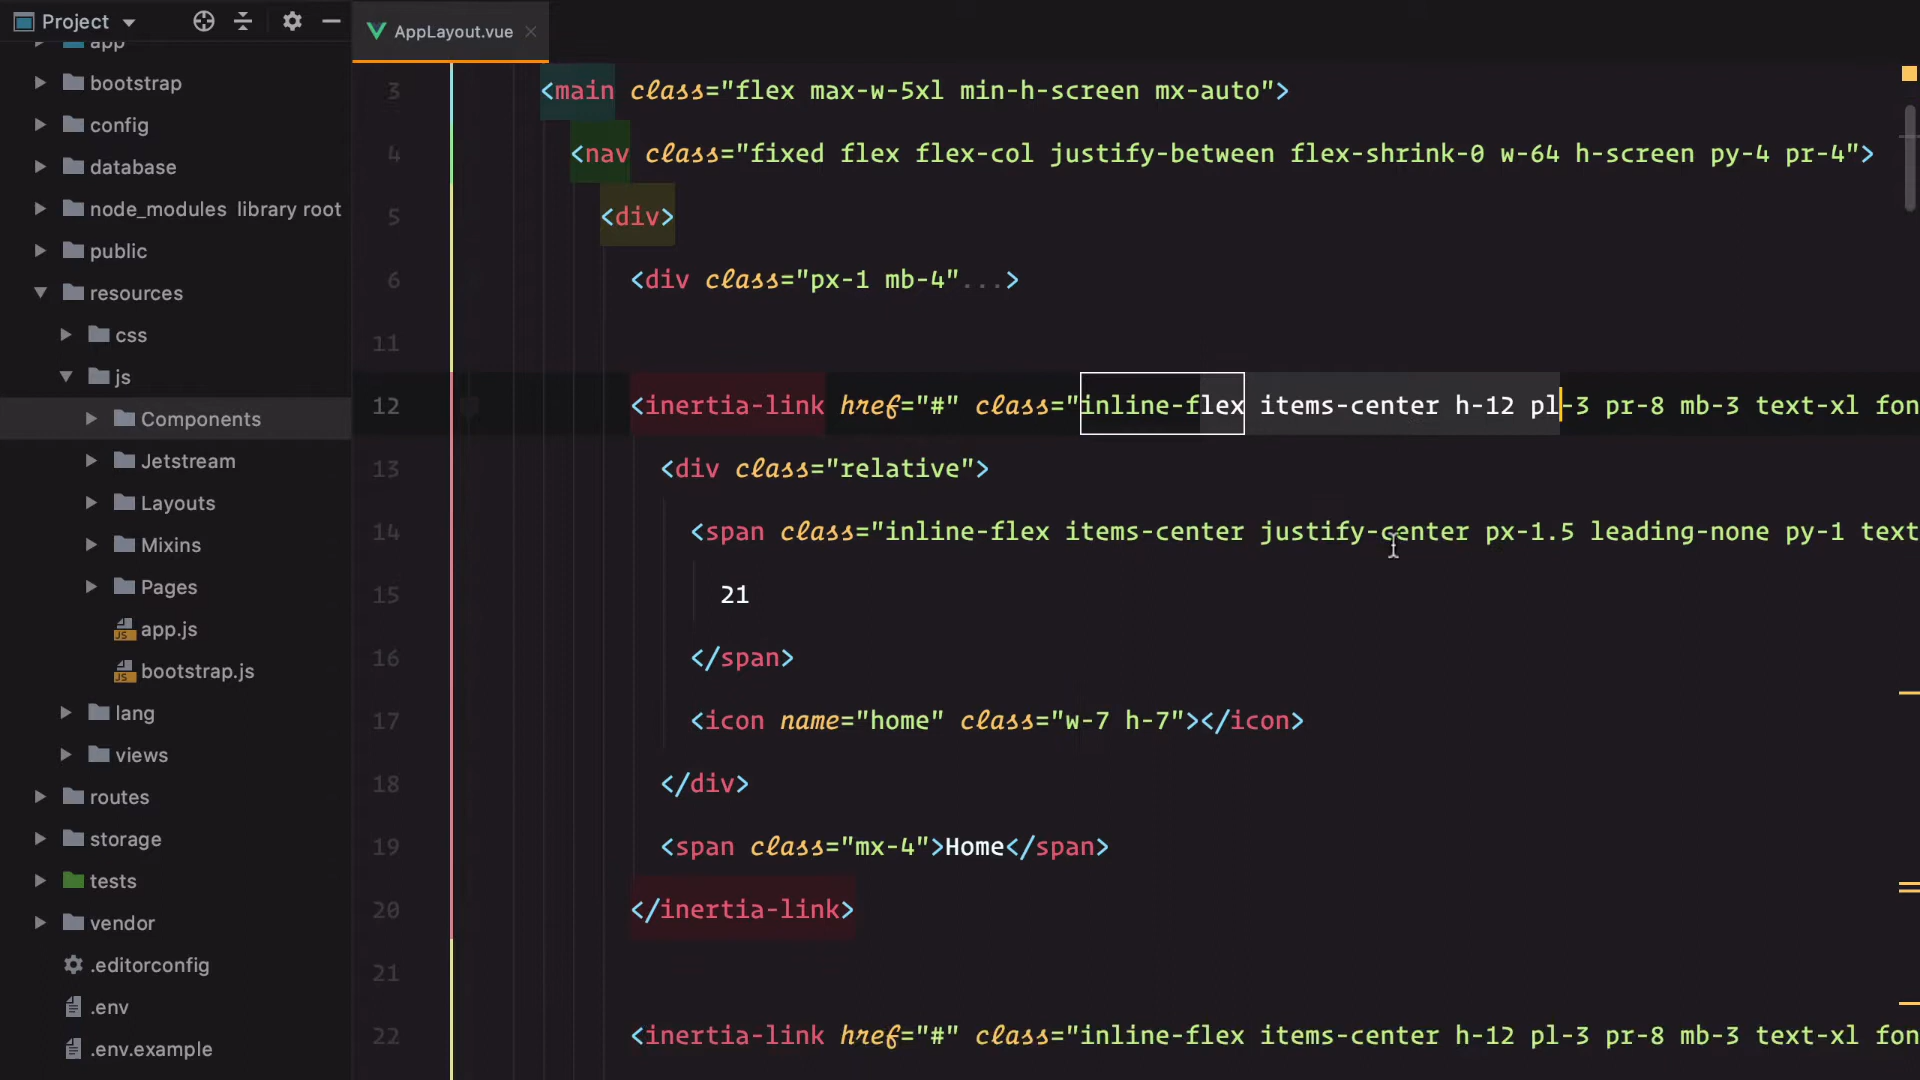 Project
AppLayout.vue
app
bootstrap
config
database
node_modules library root
public
resources
css
js
Components
Jetstream
Layouts
Mixins
Pages
app.js
bootstrap.js
lang
views
routes
storage
tests
vendor
.editorconfig
.env
.env.example
3 <main class="flex max-w-5xl min-h-screen mx-auto">
4 <nav class="fixed flex flex-col justify-between flex-shrink-0 w-64 h-screen py-4 pr-4">
5 <div>
6 <div class="px-1 mb-4"...>
11
12 <inertia-link href="#" class="inline-flex items-center h-12 pl-3 pr-8 mb-3 text-xl fon
13 <div class="relative">
14 <span class="inline-flex items-center justify-center px-1.5 leading-none py-1 text
15 21
16 </span>
17 <icon name="home" class="w-7 h-7"></icon>
18 </div>
19 <span class="mx-4">Home</span>
20 </inertia-link>
21
22 <inertia-link href="#" class="inline-flex items-center h-12 pl-3 pr-8 mb-3 text-xl fon